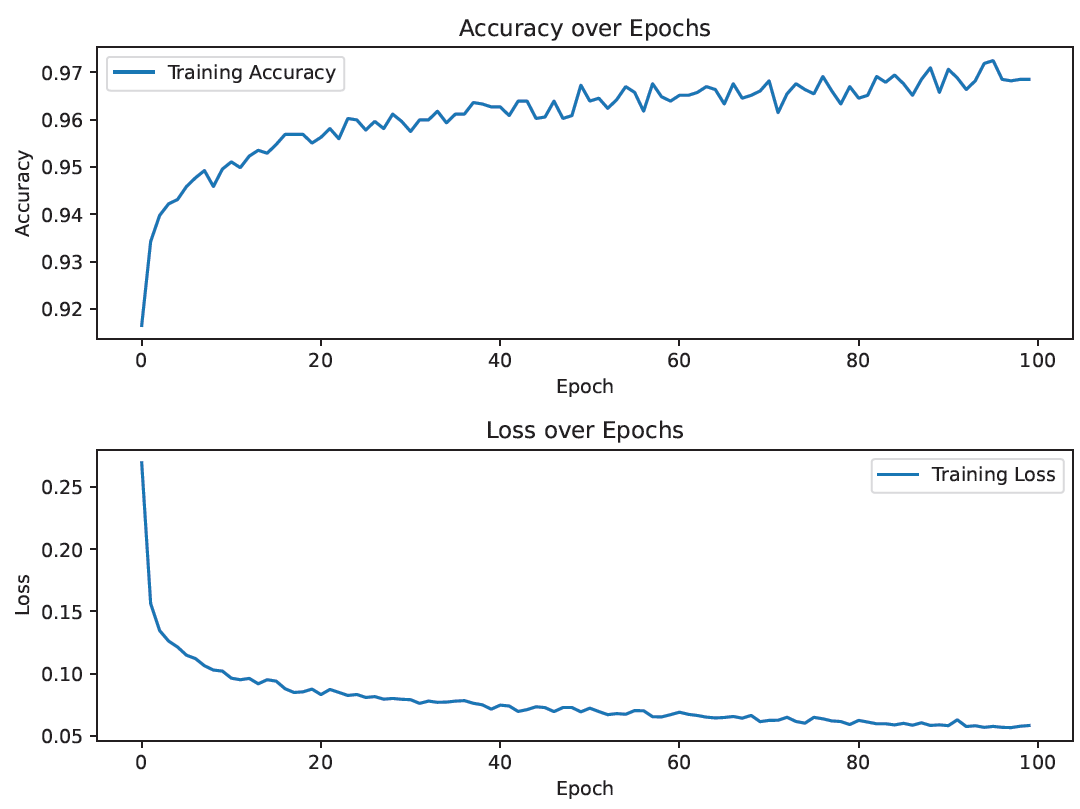 Accuracy over Epochs
Training Accuracy
Accuracy
0.97
0.96
0.95
0.94
0.93
0.92
0 20 40 60 80 100
Epoch
Loss over Epochs
Training Loss
Loss
0.25
0.20
0.15
0.10
0.05
0 20 40 60 80 100
Epoch